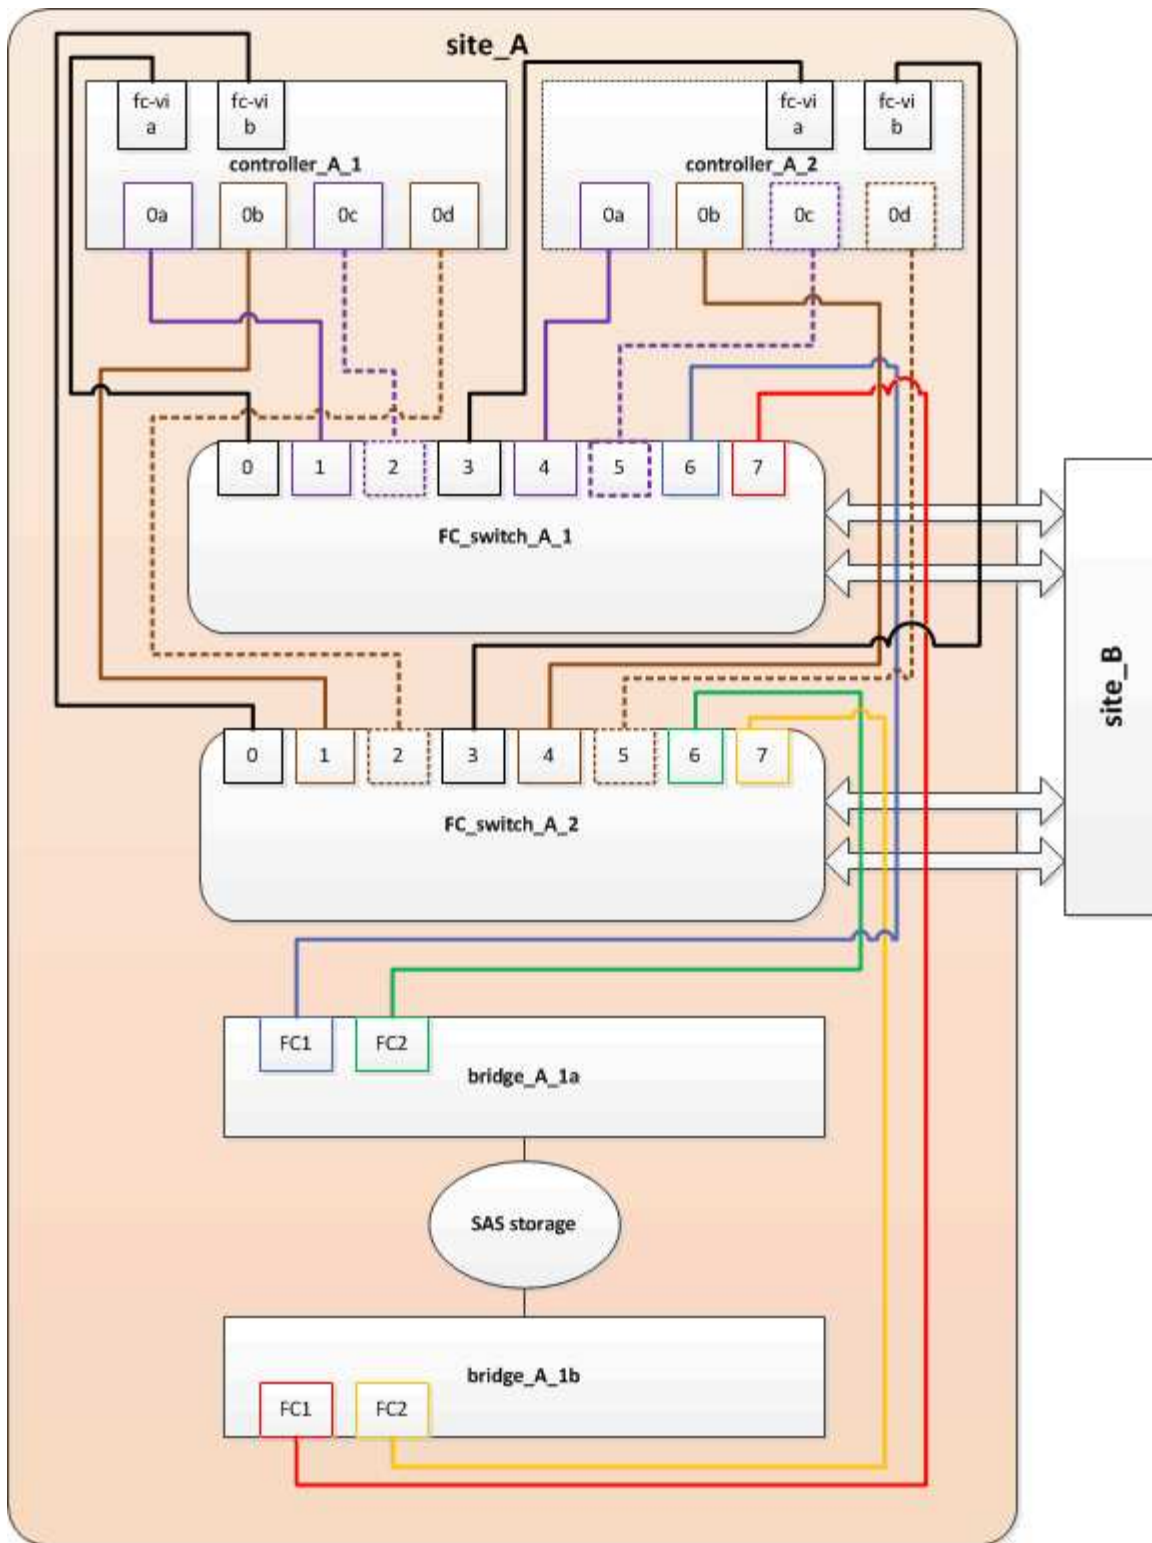 site_A
fc-vi
a
fc-vi
b
fc-vi
a
fc-vi
b
controller_A_1
controller_A_2
0a
0b
0c
0d
0a
0b
0c
0d
0
1
2
3
4
5
6
7
FC_switch_A_1
site_B
0
1
2
3
4
5
6
7
FC_switch_A_2
FC1
FC2
bridge_A_1a
SAS storage
bridge_A_1b
FC1
FC2